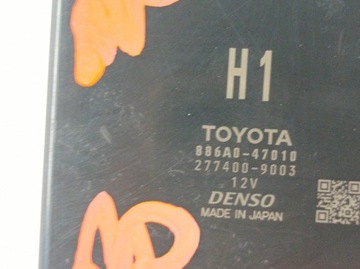 H1
TOYOTA
886A0-47010
277400-9003
12V
DENSO
MADE IN JAPAN